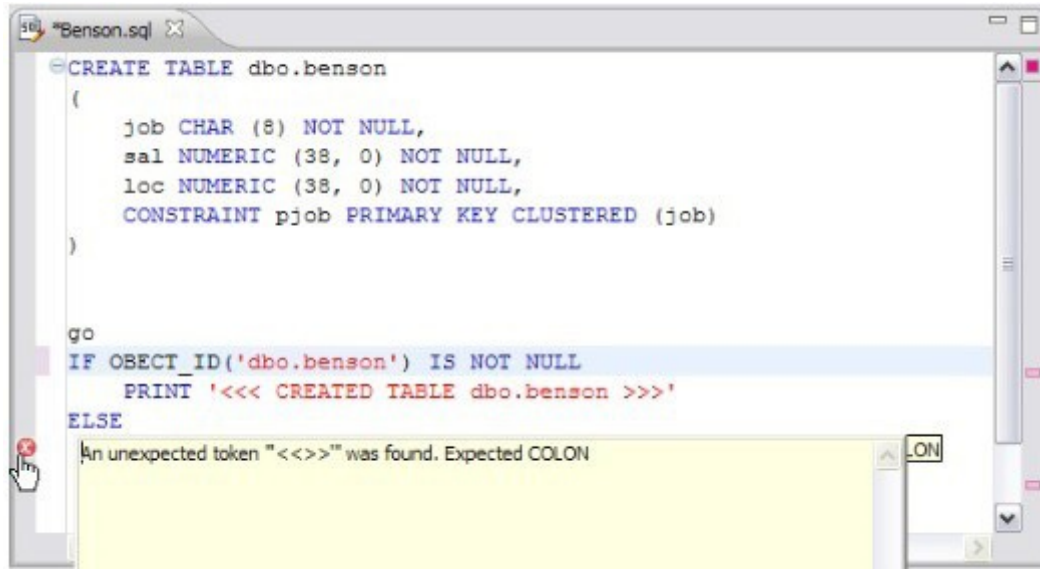 *Benson.sql
CREATE TABLE dbo.benson
(
job CHAR (8) NOT NULL,
sal NUMERIC (38, 0) NOT NULL,
loc NUMERIC (38, 0) NOT NULL,
CONSTRAINT pjob PRIMARY KEY CLUSTERED (job)
)
go
IF OBECT_ID('dbo.benson') IS NOT NULL
PRINT '<<< CREATED TABLE dbo.benson >>>'
ELSE
An unexpected token "<<>>'" was found. Expected COLON
LON